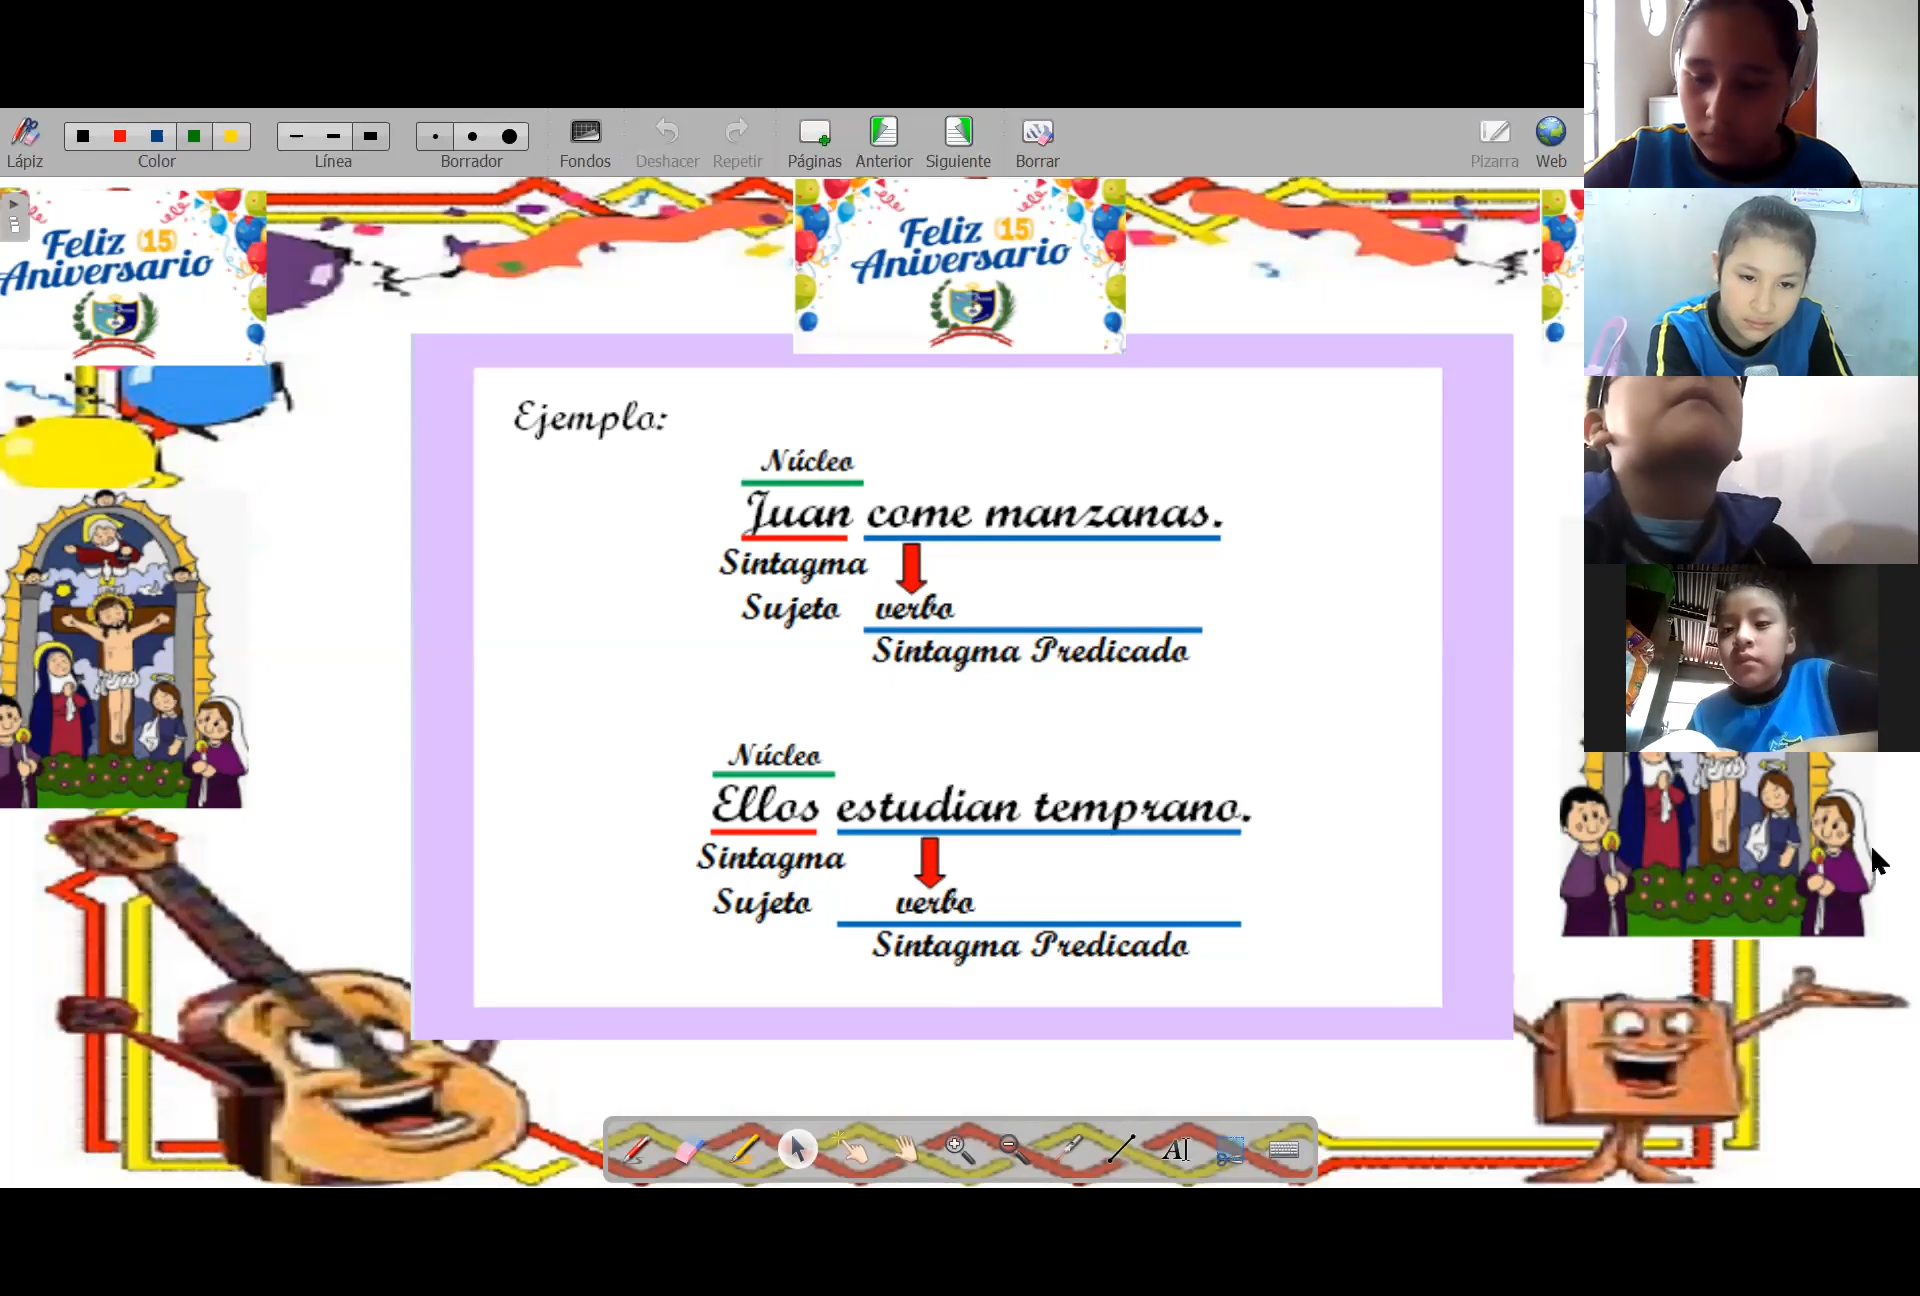 Lápiz
Color
Línea
Borrador
Fondos
Deshacer
Repetir
Páginas
Anterior
Siguiente
Borrar
Pizarra
Web
Feliz 15
Aniversario
Feliz 15
Aniversario
Ejemplo:
Núcleo
Juan come manzanas.
Sintagma
Sujeto verbo
Sintagma Predicado
Núcleo
Ellos estudian temprano.
Sintagma
Sujeto verbo
Sintagma Predicado
AI